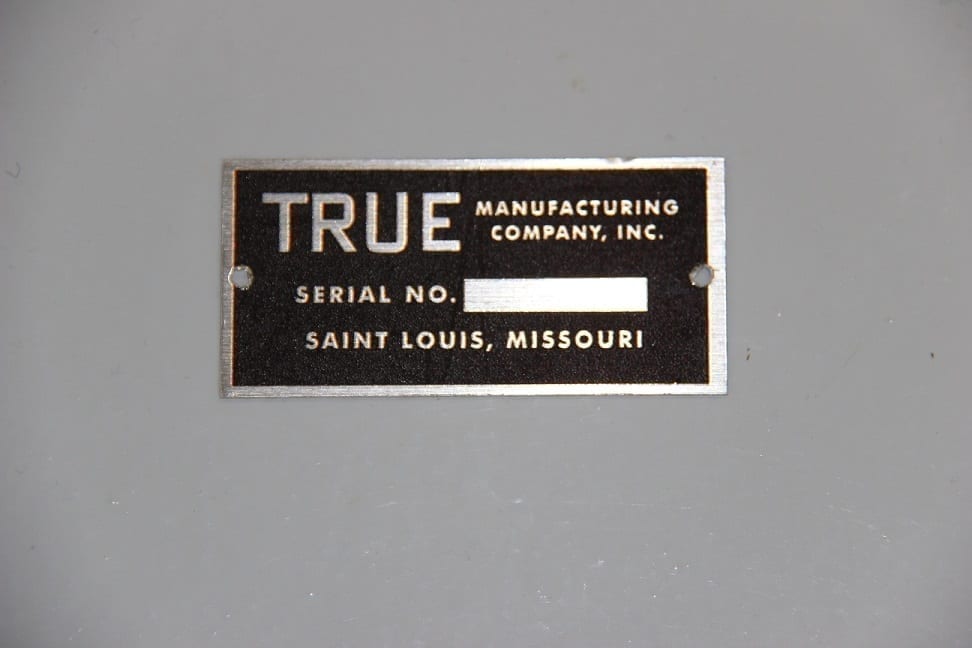 TRUE MANUFACTURING
COMPANY, INC.
SERIAL NO.
SAINT LOUIS, MISSOURI